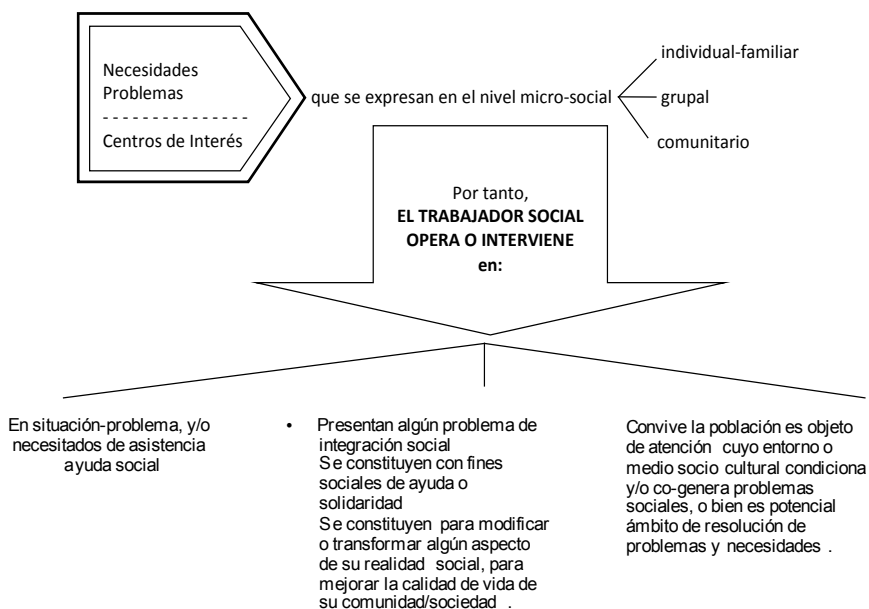 Necesidades
Problemas
Centros de Interés
que se expresan en el nivel micro-social
individual-familiar
grupal
comunitario
Por tanto,
EL TRABAJADOR SOCIAL
OPERA O INTERVIENE
en:
En situación-problema, y/o
necesitados de asistencia
ayuda social
• Presentan algún problema de
integración social
Se constituyen con fines
sociales de ayuda o
solidaridad
Se constituyen para modificar
o transformar algún aspecto
de su realidad social, para
mejorar la calidad de vida de
su comunidad/sociedad .
Convive la población es objeto
de atención cuyo entorno o
medio socio cultural condiciona
y/o co-genera problemas
sociales, o bien es potencial
ámbito de resolución de
problemas y necesidades .